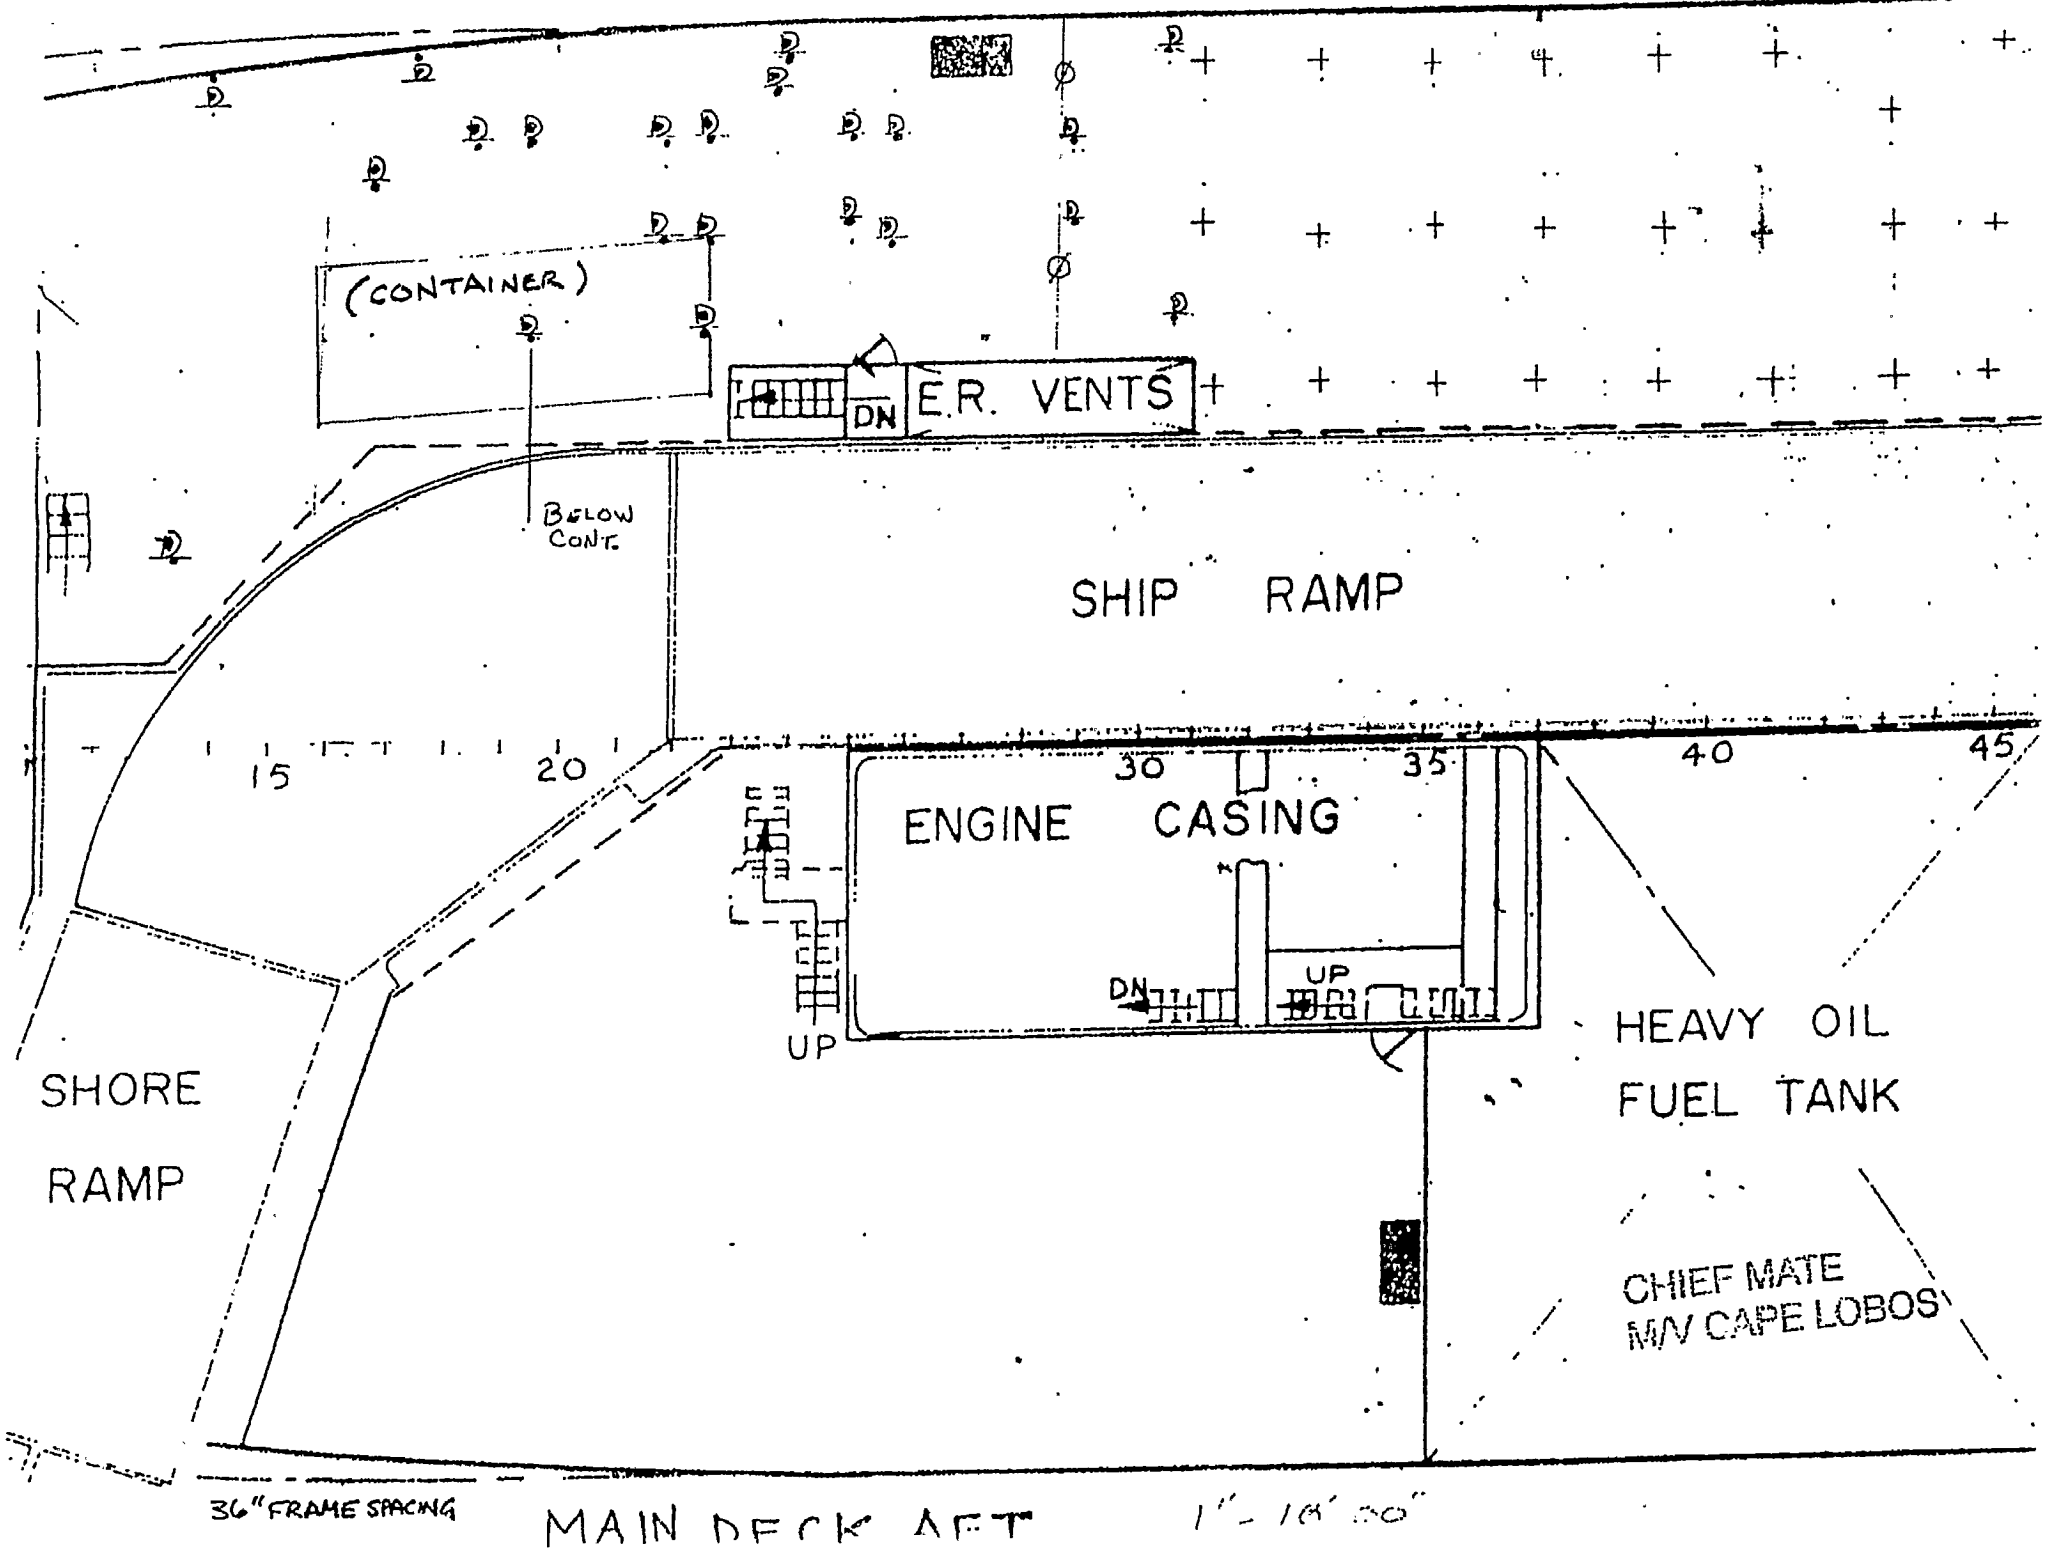 (CONTAINER)
DN
E.R. VENTS
BELOW
CONT.
SHIP RAMP
15
20
30
35
40
45
ENGINE CASING
DN
UP
UP
HEAVY OIL
FUEL TANK
SHORE
RAMP
CHIEF MATE
M/V CAPE LOBOS
36" FRAME SPACING
MAIN DECK AFT